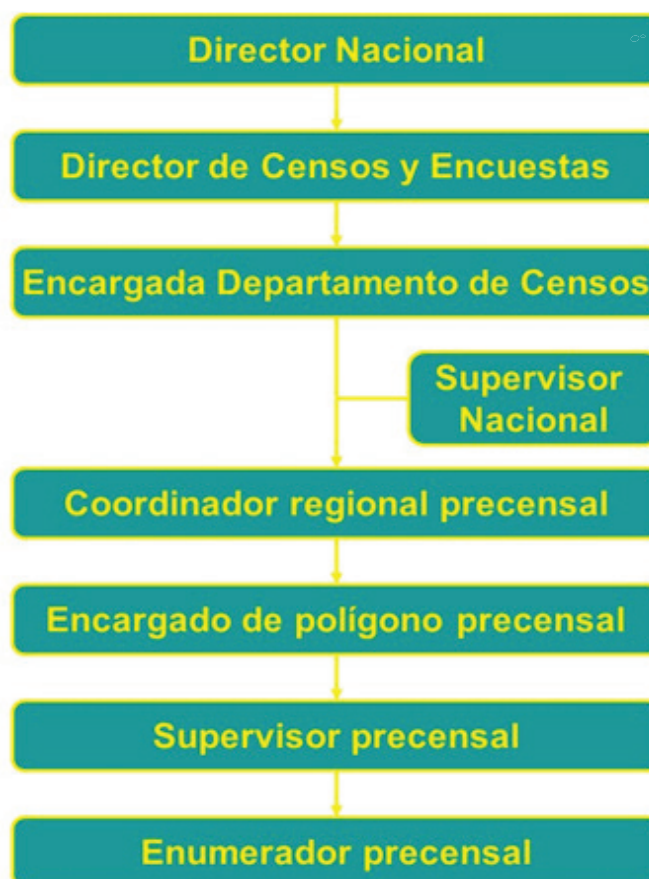 Director Nacional
Director de Censos y Encuestas
Encargada Departamento de Censos
Supervisor
Nacional
Coordinador regional precensal
Encargado de polígono precensal
Supervisor precensal
Enumerador precensal